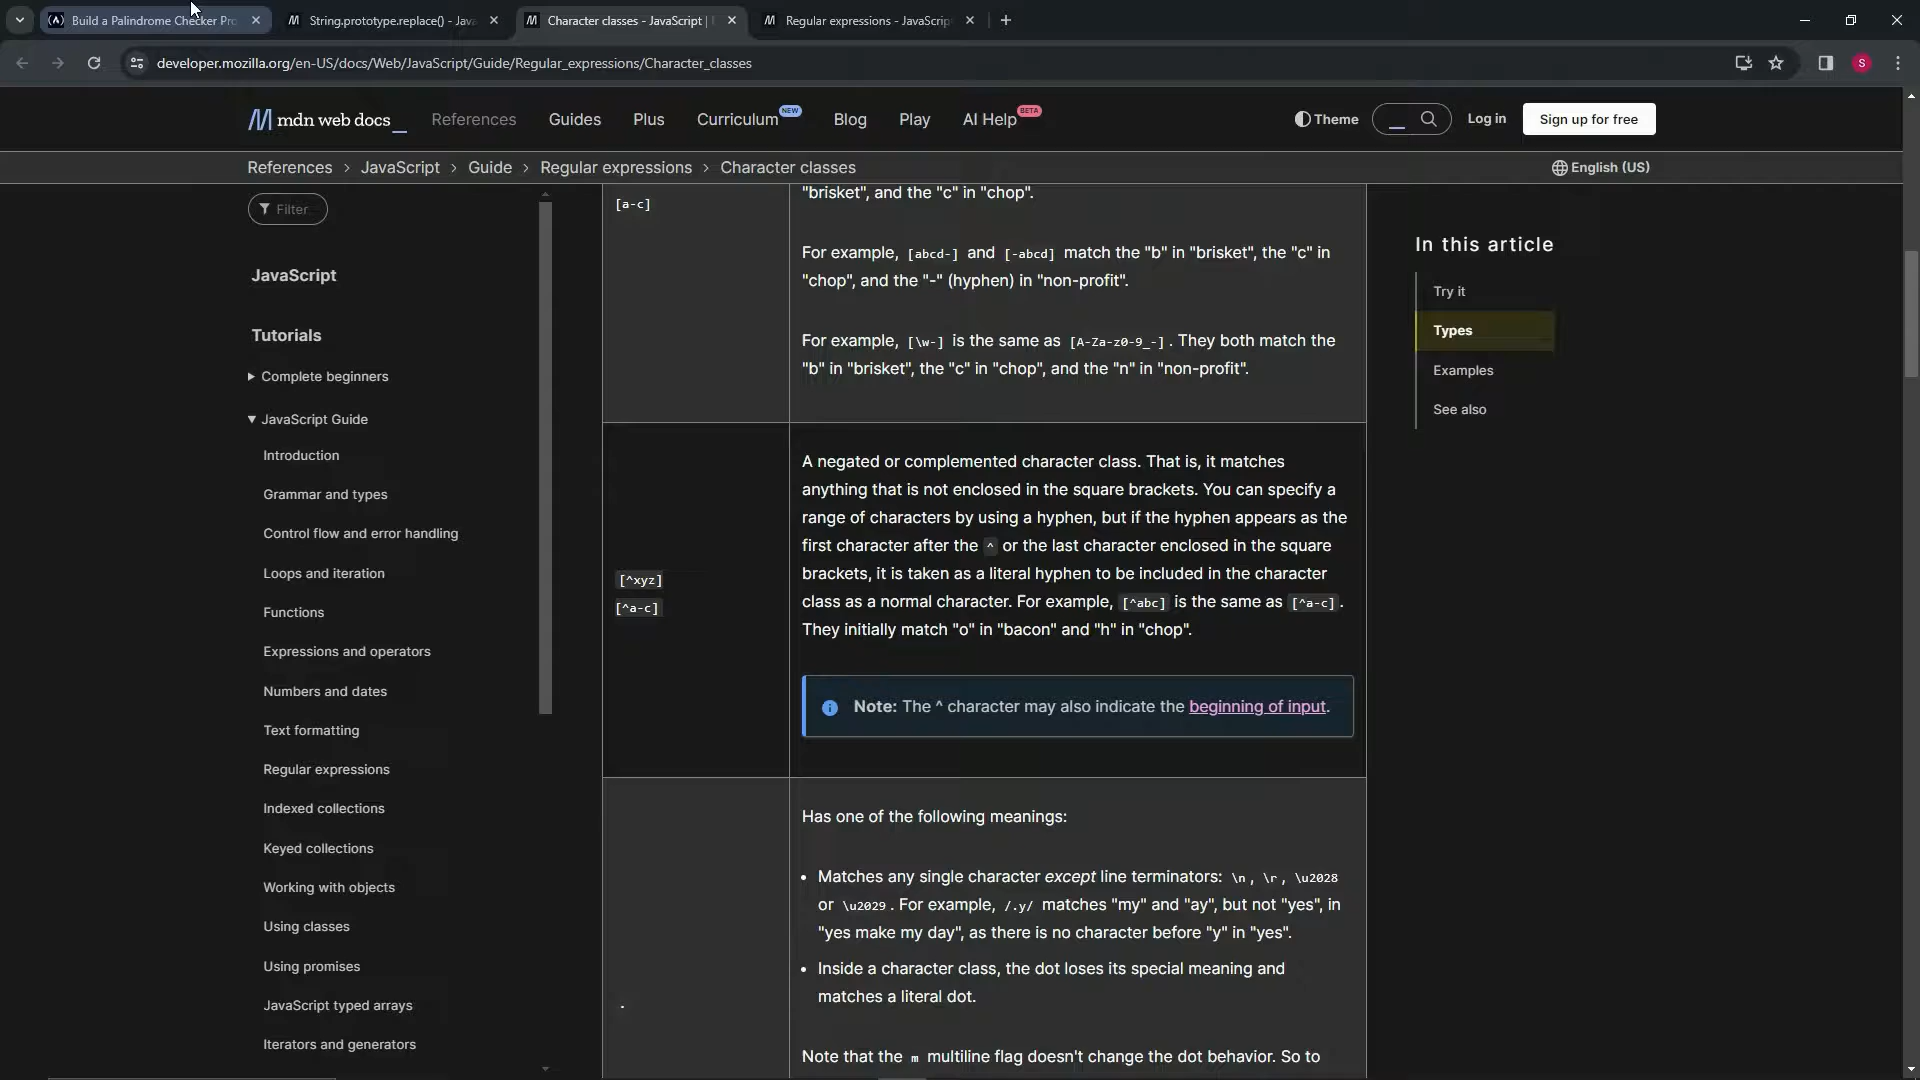 Build a Palindrome Checker Pro
String.prototype.replace() - Java
Character classes - JavaScript |
Regular expressions - JavaScrip
developer.mozilla.org/en-US/docs/Web/JavaScript/Guide/Regular_expressions/Character_classes
S
mdn web docs_
References
Guides
Plus
Curriculum NEW
Blog
Play
AI Help BETA
Theme
Log in
Sign up for free
References > JavaScript > Guide > Regular expressions > Character classes
English (US)
Filter
JavaScript
Tutorials
Complete beginners
JavaScript Guide
Introduction
Grammar and types
Control flow and error handling
Loops and iteration
Functions
Expressions and operators
Numbers and dates
Text formatting
Regular expressions
Indexed collections
Keyed collections
Working with objects
Using classes
Using promises
JavaScript typed arrays
Iterators and generators
[a-c]
"brisket", and the "c" in "chop".
For example, [abcd-] and [-abcd] match the "b" in "brisket", the "c" in
"chop", and the "-" (hyphen) in "non-profit".
For example, [\w-] is the same as [A-Za-z0-9_-]. They both match the
"b" in "brisket", the "c" in "chop", and the "n" in "non-profit".
[^xyz]
[^a-c]
A negated or complemented character class. That is, it matches
anything that is not enclosed in the square brackets. You can specify a
range of characters by using a hyphen, but if the hyphen appears as the
first character after the ^ or the last character enclosed in the square
brackets, it is taken as a literal hyphen to be included in the character
class as a normal character. For example, [^abc] is the same as [^a-c].
They initially match "o" in "bacon" and "h" in "chop".
Note: The ^ character may also indicate the beginning of input.
.
Has one of the following meanings:
• Matches any single character except line terminators: \n, \r, \u2028
or \u2029. For example, /.y/ matches "my" and "ay", but not "yes", in
"yes make my day", as there is no character before "y" in "yes".
• Inside a character class, the dot loses its special meaning and
matches a literal dot.
Note that the m multiline flag doesn't change the dot behavior. So to
In this article
Try it
Types
Examples
See also